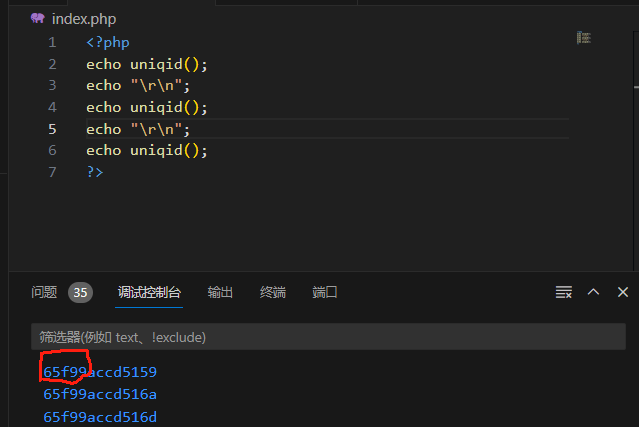 index.php
1 <?php
2 echo uniqid();
3 echo "\r\n";
4 echo uniqid();
5 echo "\r\n";
6 echo uniqid();
7 ?>
问题 35 调试控制台 输出 终端 端口
筛选器(例如 text、!exclude)
65f99accd5159
65f99accd516a
65f99accd516d